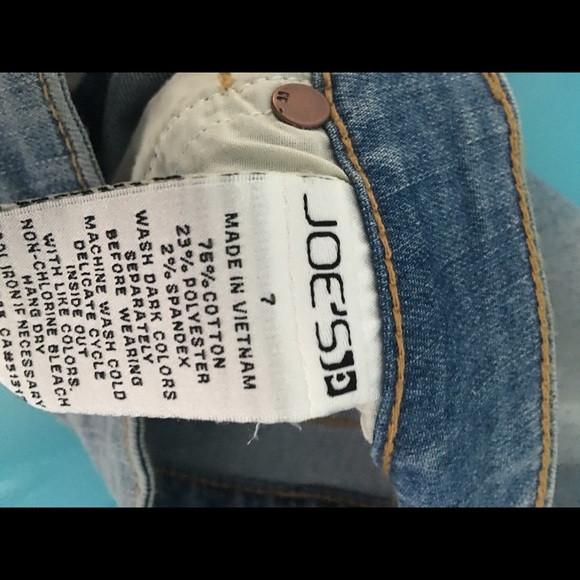 JOE'S
7
MADE IN VIETNAM
75% COTTON
23% POLYESTER
2% SPANDEX
WASH DARK COLORS
SEPARATELY
BEFORE WEARING
MACHINE WASH COLD
DELICATE CYCLE
INSIDE OUT
WITH LIKE COLORS.
NON-CHLORINE BLEACH
HANG DRY
IRON IF NECESSARY
CA#